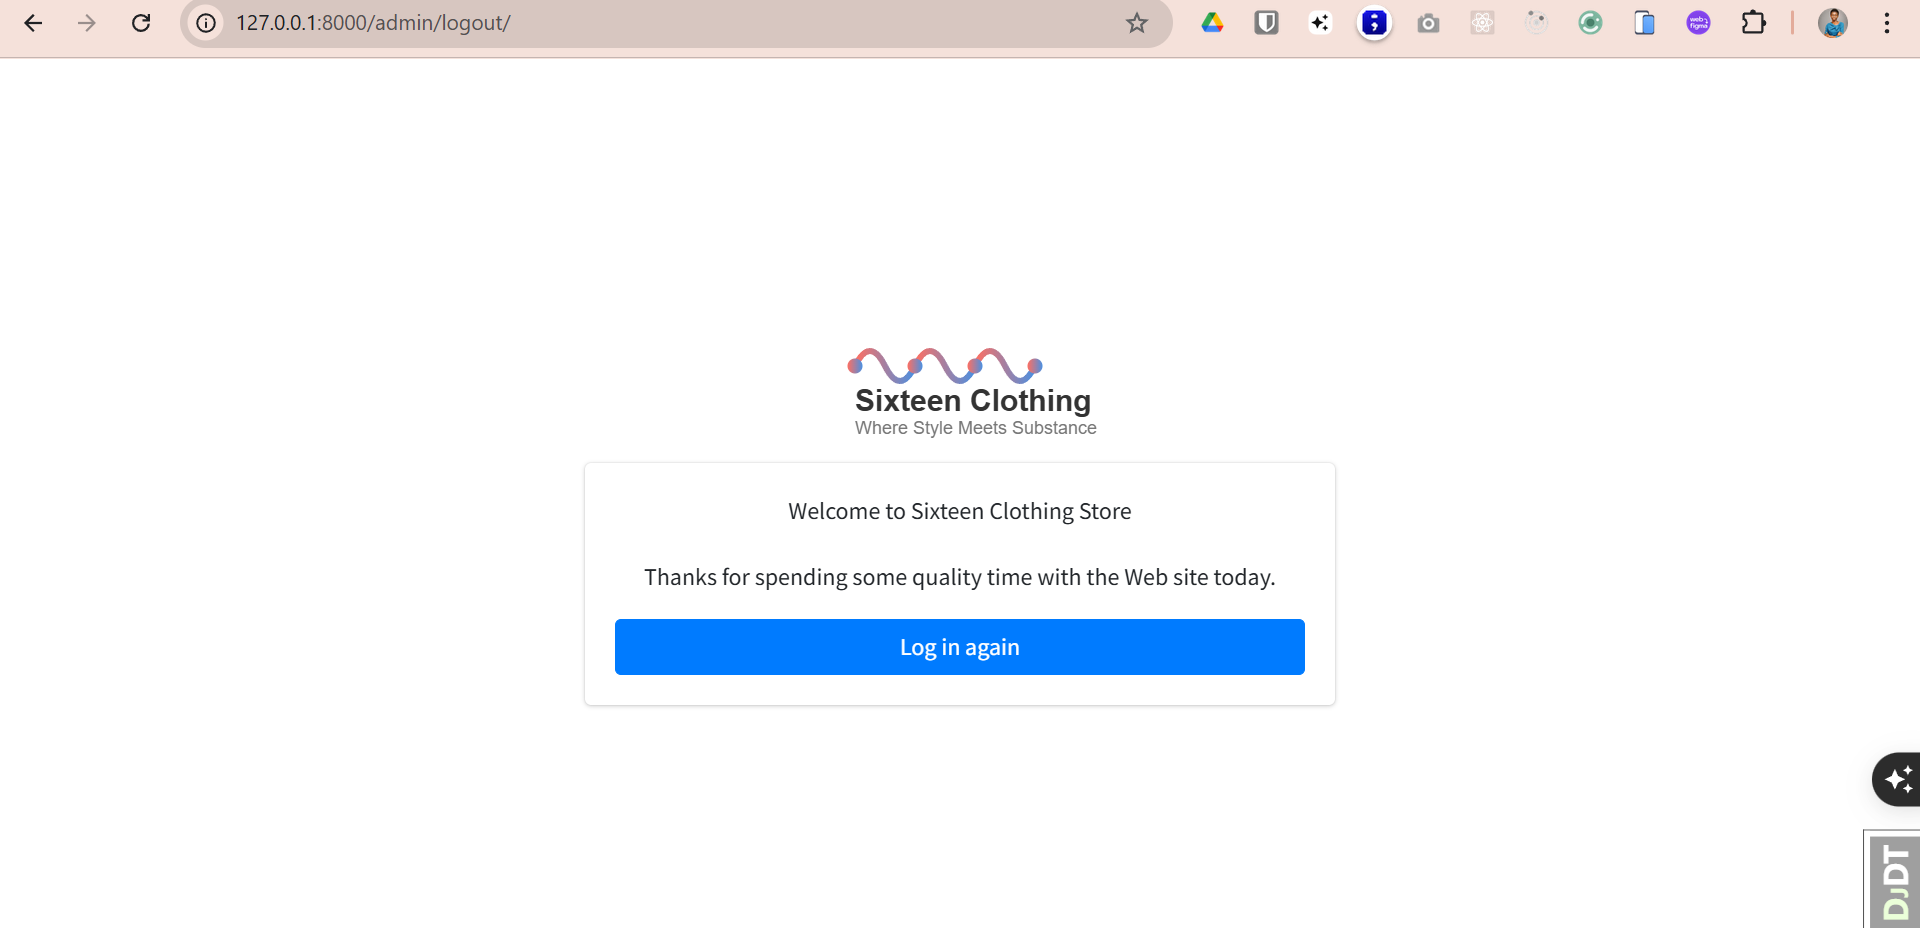 127.0.0.1:8000/admin/logout/
Sixteen Clothing
Where Style Meets Substance
Welcome to Sixteen Clothing Store
Thanks for spending some quality time with the Web site today.
Log in again
DJDT